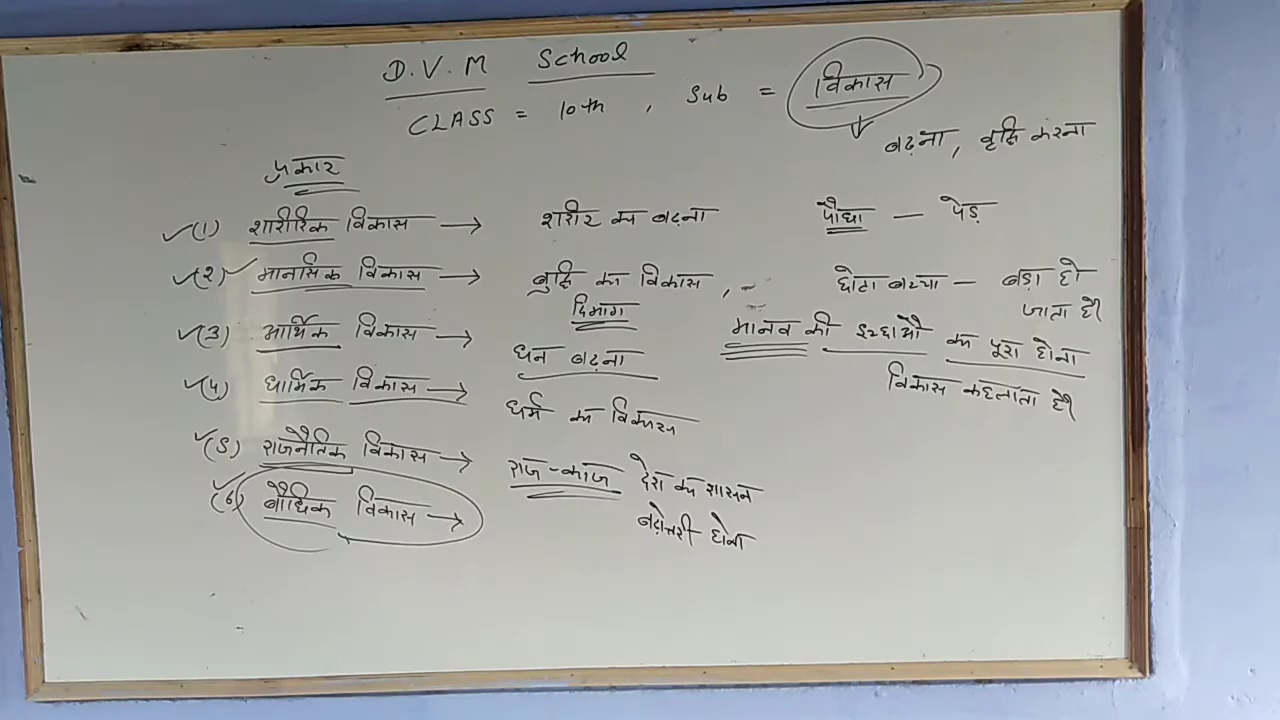 D.V.M School
CLASS = 10th , Sub = विकास
बढ़ना, वृद्धि करना
प्रकार
(1) शारीरिक विकास → शरीर का बढ़ना पौधा — पेड़
(2) मानसिक विकास → बुद्धि का विकास, छोटा बच्चा — बड़ा हो
दिमाग जाता है।
(3) आर्थिक विकास → धन बढ़ना
मानव की इच्छाओं का पूरा होना
विकास कहलाता है।
(4) धार्मिक विकास → धर्म का विकास
(5) राजनैतिक विकास → राज-काज देश का शासन
बढ़ोत्तरी होना
(6) बौधिक विकास →